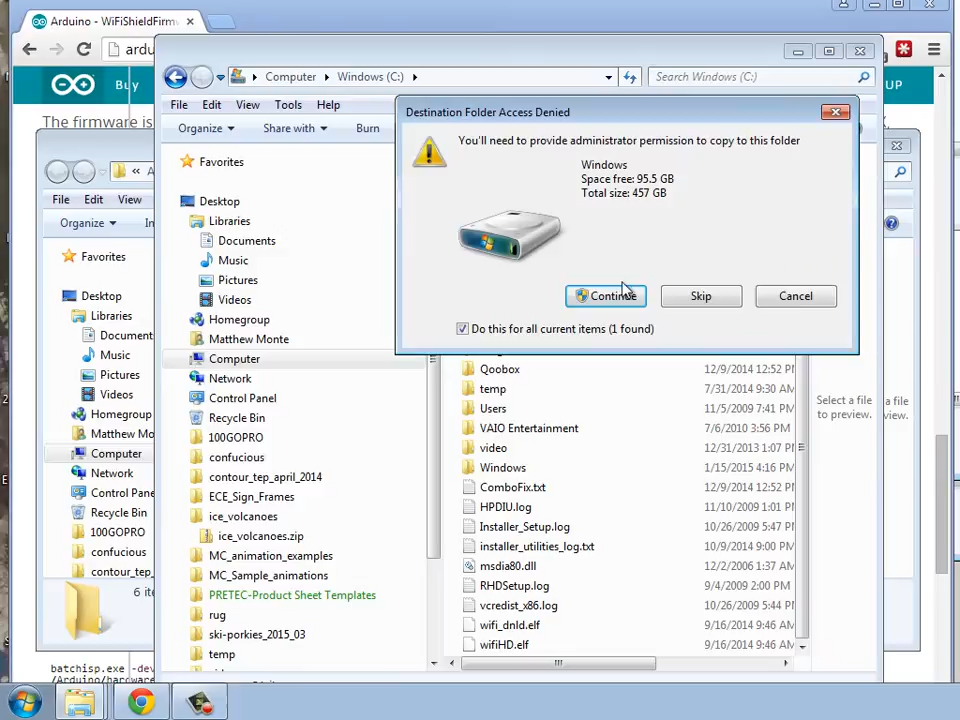 Arduino - WiFiShieldFirmw
ardu
Buy
UP
The firmware is
Computer
Windows (C:)
Search Windows (C:)
File Edit View Tools Help
Organize Share with Burn
Favorites
Desktop
Libraries
Documents
Music
Pictures
Videos
Homegroup
Matthew Monte
Computer
Network
Control Panel
Recycle Bin
100GOPRO
confucious
contour_tep_april_2014
ECE_Sign_Frames
ice_volcanoes
ice_volcanoes.zip
MC_animation_examples
MC_Sample_animations
PRETEC-Product Sheet Templates
rug
ski-porkies_2015_03
temp
Destination Folder Access Denied
You'll need to provide administrator permission to copy to this folder
Windows
Space free: 95.5 GB
Total size: 457 GB
Continue
Skip
Cancel
Do this for all current items (1 found)
Qoobox 12/9/2014 12:52 P
temp 7/31/2014 9:30 AM
Users 11/5/2009 7:41 PM
VAIO Entertainment 7/6/2010 3:56 PM
video 12/31/2013 1:07 PM
Windows 1/15/2015 4:16 PM
ComboFix.txt 12/9/2014 12:52 P
HPDIU.log 11/10/2009 1:01 P
Installer_Setup.log 10/26/2009 5:47 P
installer_utilities_log.txt 10/9/2014 9:00 PM
msdia80.dll 12/2/2006 1:37 AM
RHDSetup.log 9/4/2009 2:00 PM
vcredist_x86.log 10/26/2009 5:44 P
wifi_dnld.elf 9/16/2014 4:46 AM
wifiHD.elf 9/16/2014 4:46 AM
Select a file
to preview.
a file
view.
« A
File Edit View
Organize In
Favorites
Desktop
Libraries
Document
Music
Pictures
Videos
Homegroup
Matthew Mo
Computer
Network
Control Pane
Recycle Bin
100GOPRO
confucious
contour_tep_
6 ite
batchisp.exe -dev
/Arduino/hardware